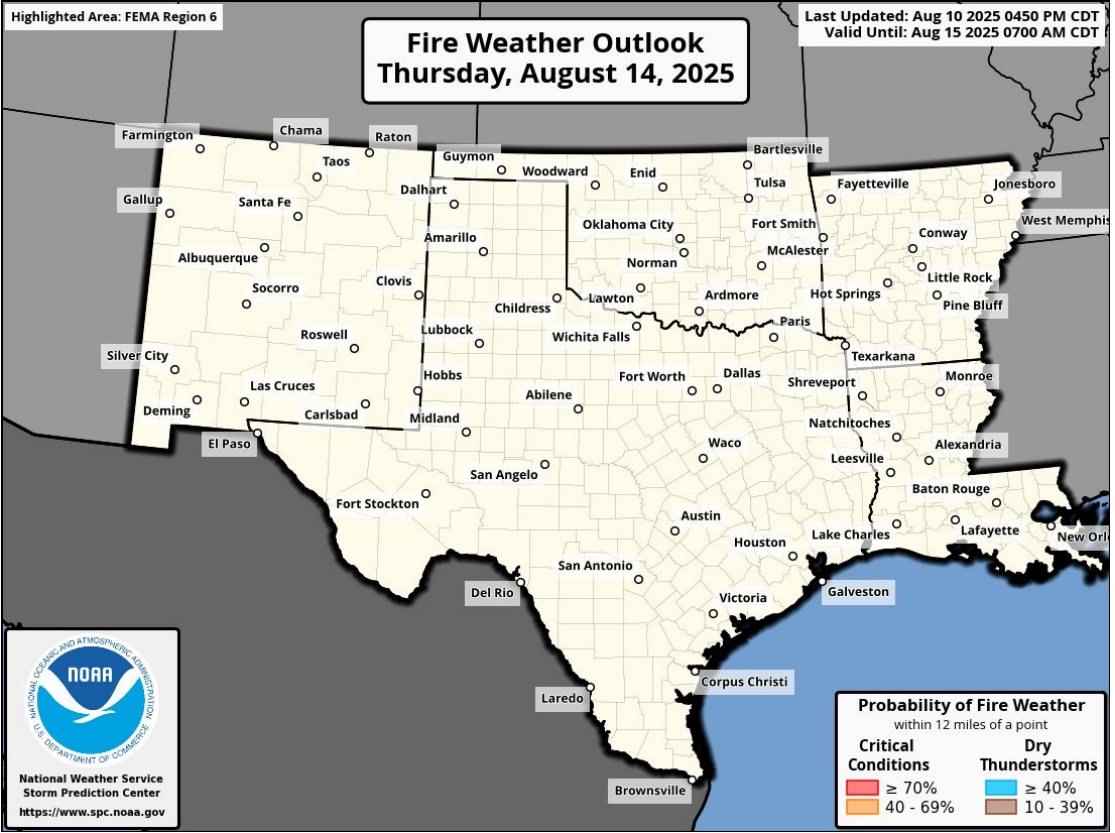 Highlighted Area: FEMA Region 6
Fire Weather Outlook
Thursday, August 14, 2025
Last Updated: Aug 10 2025 0450 PM CDT
Valid Until: Aug 15 2025 0700 AM CDT
Farmington
Chama
Raton
Taos
Guymon
Woodward
Enid
Bartlesville
Tulsa
Fayetteville
Jonesboro
Gallup
Santa Fe
Dalhart
Oklahoma City
Fort Smith
West Memphis
Albuquerque
Amarillo
Norman
McAlester
Conway
Socorro
Clovis
Childress
Lawton
Ardmore
Hot Springs
Little Rock
Pine Bluff
Roswell
Lubbock
Wichita Falls
Paris
Silver City
Texarkana
Las Cruces
Hobbs
Abilene
Fort Worth
Dallas
Shreveport
Monroe
Deming
Carlsbad
Midland
Natchitoches
El Paso
Waco
Alexandria
Leesville
San Angelo
Fort Stockton
Baton Rouge
Austin
Houston
Lake Charles
Lafayette
New Orl
San Antonio
Del Rio
Victoria
Galveston
Laredo
Corpus Christi
Brownsville
NATIONAL OCEANIC AND ATMOSPHERIC ADMINISTRATION
NOAA
U.S. DEPARTMENT OF COMMERCE
National Weather Service
Storm Prediction Center
https://www.spc.noaa.gov
Probability of Fire Weather
within 12 miles of a point
Critical Conditions
≥ 70%
40 - 69%
Dry Thunderstorms
≥ 40%
10 - 39%